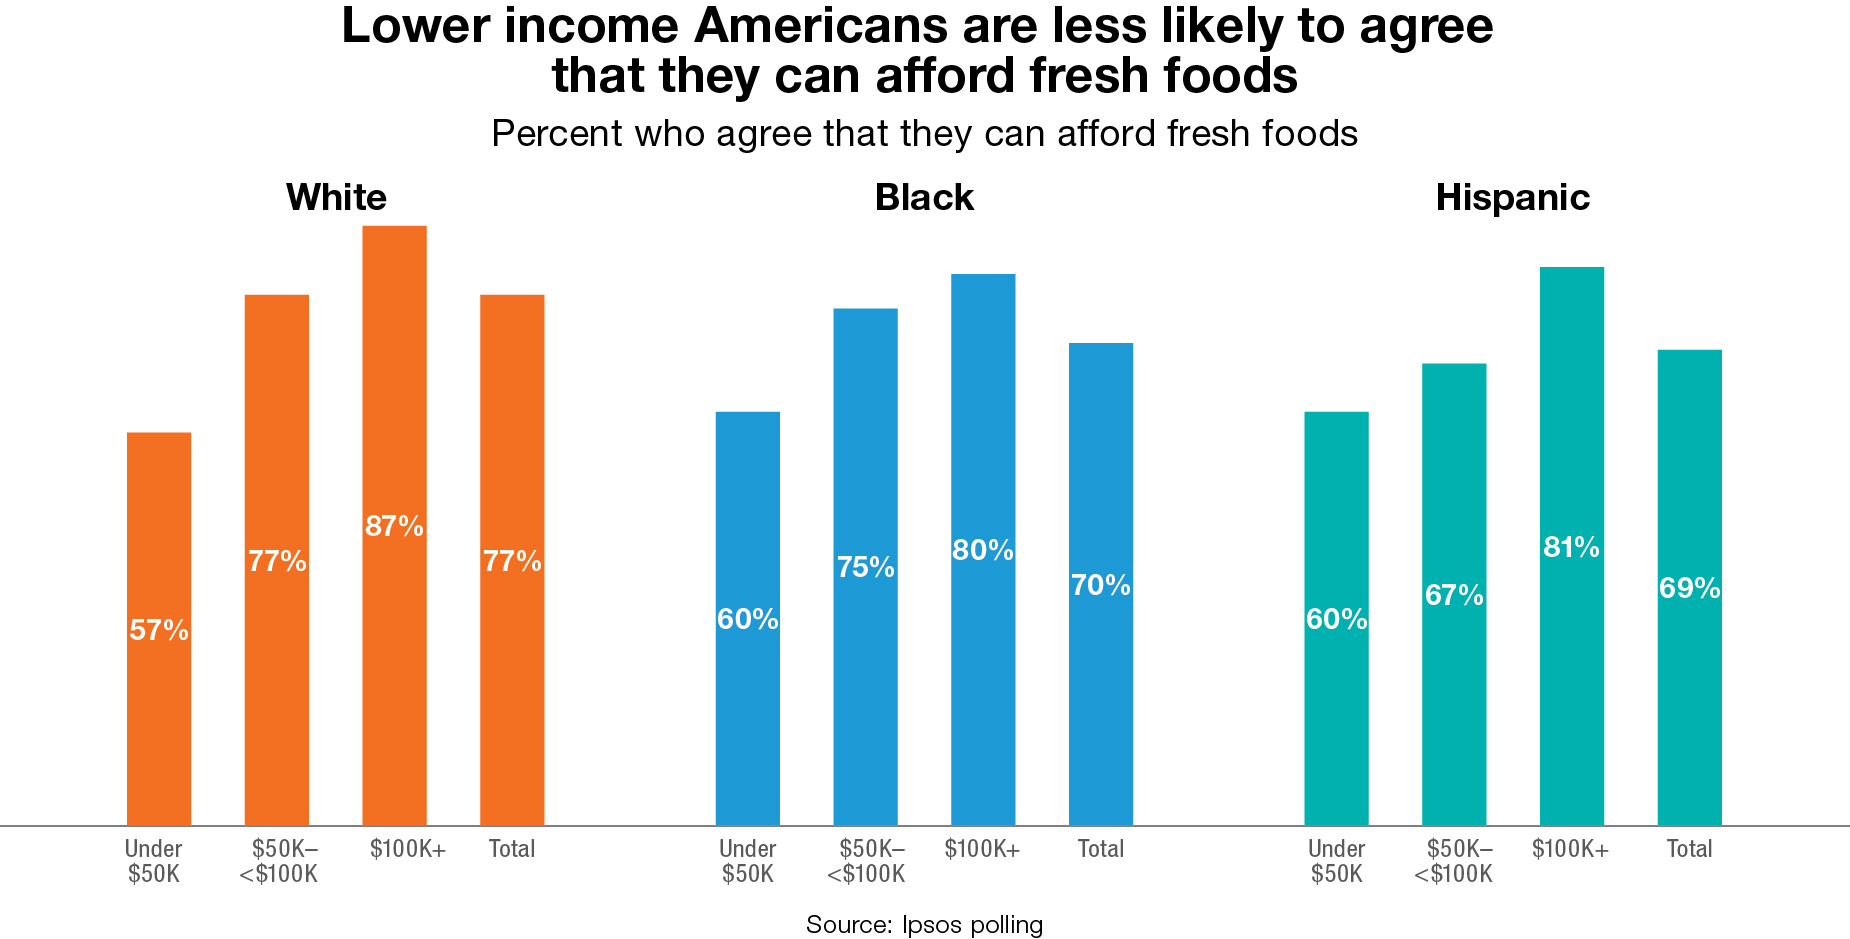 Lower income Americans are less likely to agree
that they can afford fresh foods
Percent who agree that they can afford fresh foods
White
57%
77%
87%
77%
Under
$50K
$50K–
<$100K
$100K+
Total
Black
60%
75%
80%
70%
Under
$50K
$50K–
<$100K
$100K+
Total
Hispanic
60%
67%
81%
69%
Under
$50K
$50K–
<$100K
$100K+
Total
Source: Ipsos polling